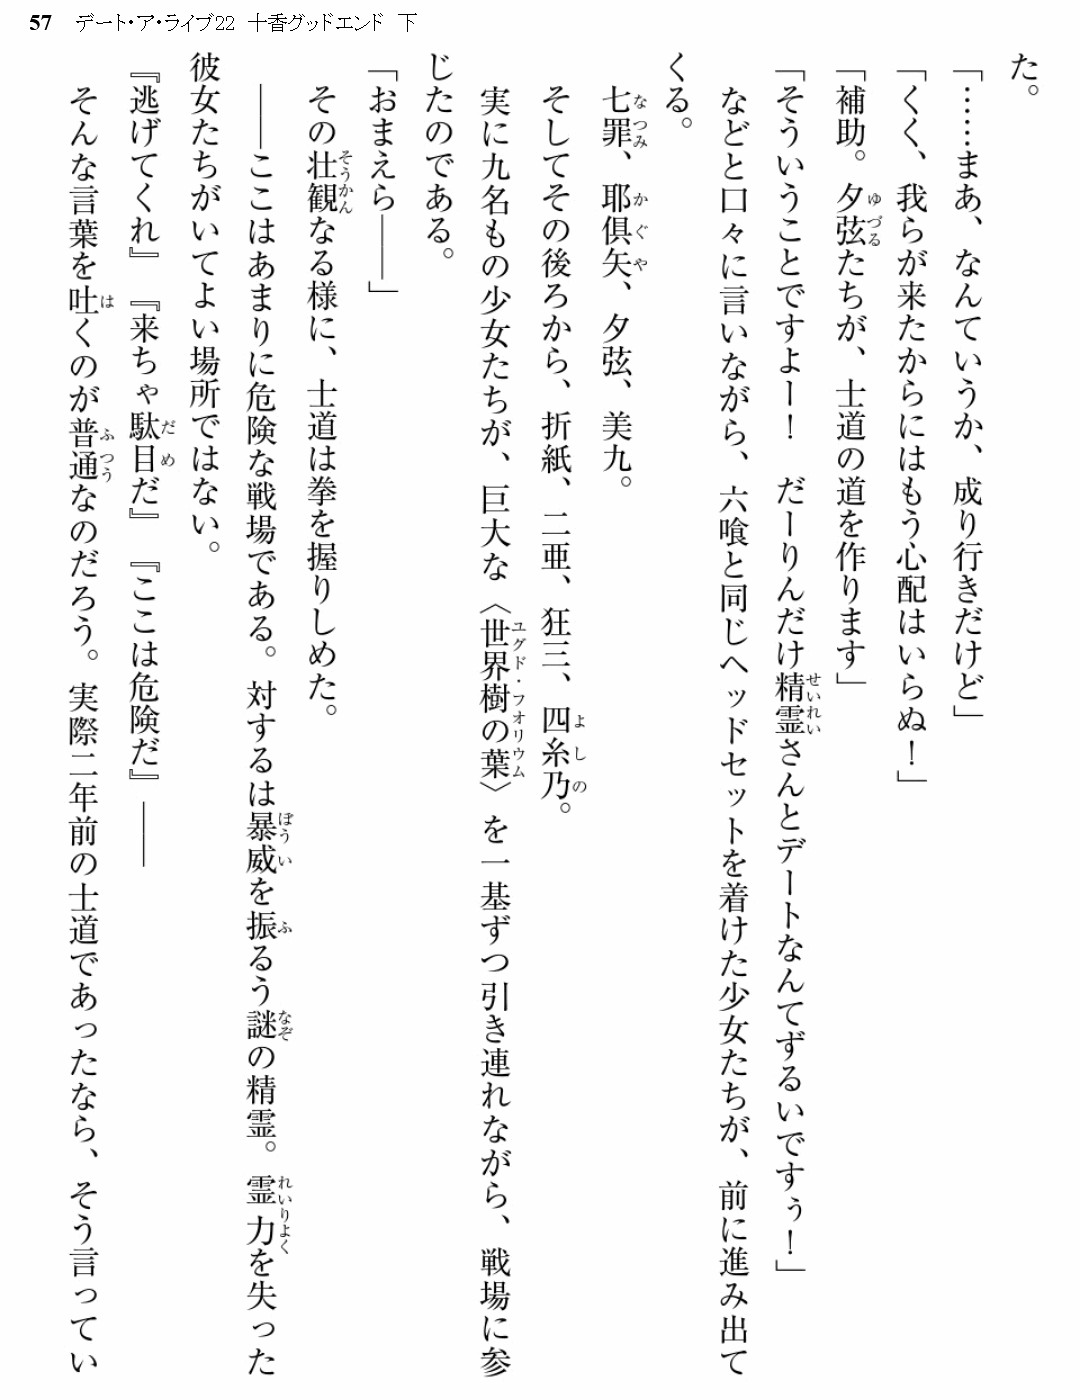 57 デート・ア・ライブ22 十香グッドエンド 下
た。
「……まあ、なんていうか、成り行きだけど」
「くく、我らが来たからにはもう心配はいらぬ！」
「補助。夕弦たちが、士道の道を作ります」
「そういうことですよー！　だーりんだけ精霊さんとデートなんてずるいですぅ！」
などと口々に言いながら、六喰と同じヘッドセットを着けた少女たちが、前に進み出て
くる。
七罪、耶倶矢、夕弦、美九。
そしてその後ろから、折紙、二亜、狂三、四糸乃。
実に九名もの少女たちが、巨大な〈世界樹の葉〉を一基ずつ引き連れながら、戦場に参
じたのである。
「おまえら――」
その壮観なる様に、士道は拳を握りしめた。
――ここはあまりに危険な戦場である。対するは暴威を振るう謎の精霊。霊力を失った
彼女たちがいてよい場所ではない。
『逃げてくれ』『来ちゃ駄目だ』『ここは危険だ』――
そんな言葉を吐くのが普通なのだろう。実際二年前の士道であったなら、そう言ってい